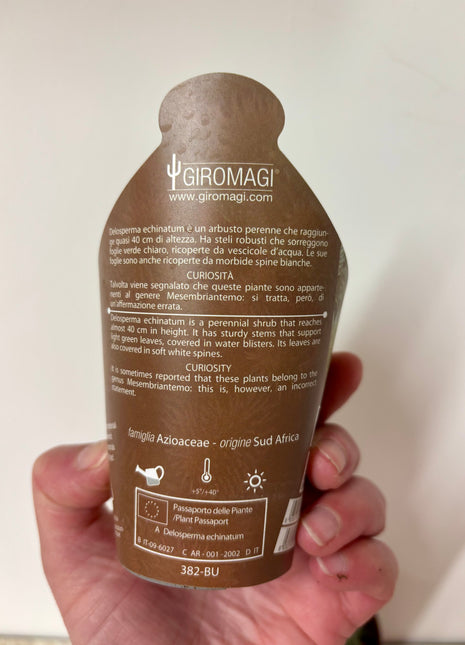 GIROMAGI®
www.giromagi.com
Delosperma echinatum è un arbusto perenne che raggiun-
ge quasi 40 cm di altezza. Ha steli robusti che sorreggono
foglie verde chiaro, ricoperte da vescicole d'acqua. Le sue
foglie sono anche ricoperte da morbide spine bianche.
CURIOSITÀ
Talvolta viene segnalato che queste piante sono apparte-
nenti al genere Mesembriantemo: si tratta, però, di
un'affermazione errata.
Delosperma echinatum is a perennial shrub that reaches
almost 40 cm in height. It has sturdy stems that support
light green leaves, covered in water blisters. Its leaves are
also covered in soft white spines.
CURIOSITY
It is sometimes reported that these plants belong to the
genus Mesembriantemo: this is, however, an incorrect
statement.
famiglia Azioaceae - origine Sud Africa
+5°/+40°
Passaporto delle Piante
/Plant Passaport
A Delosperma echinatum
B IT-09-6027 C AR - 001 -2002 D IT
382-BU